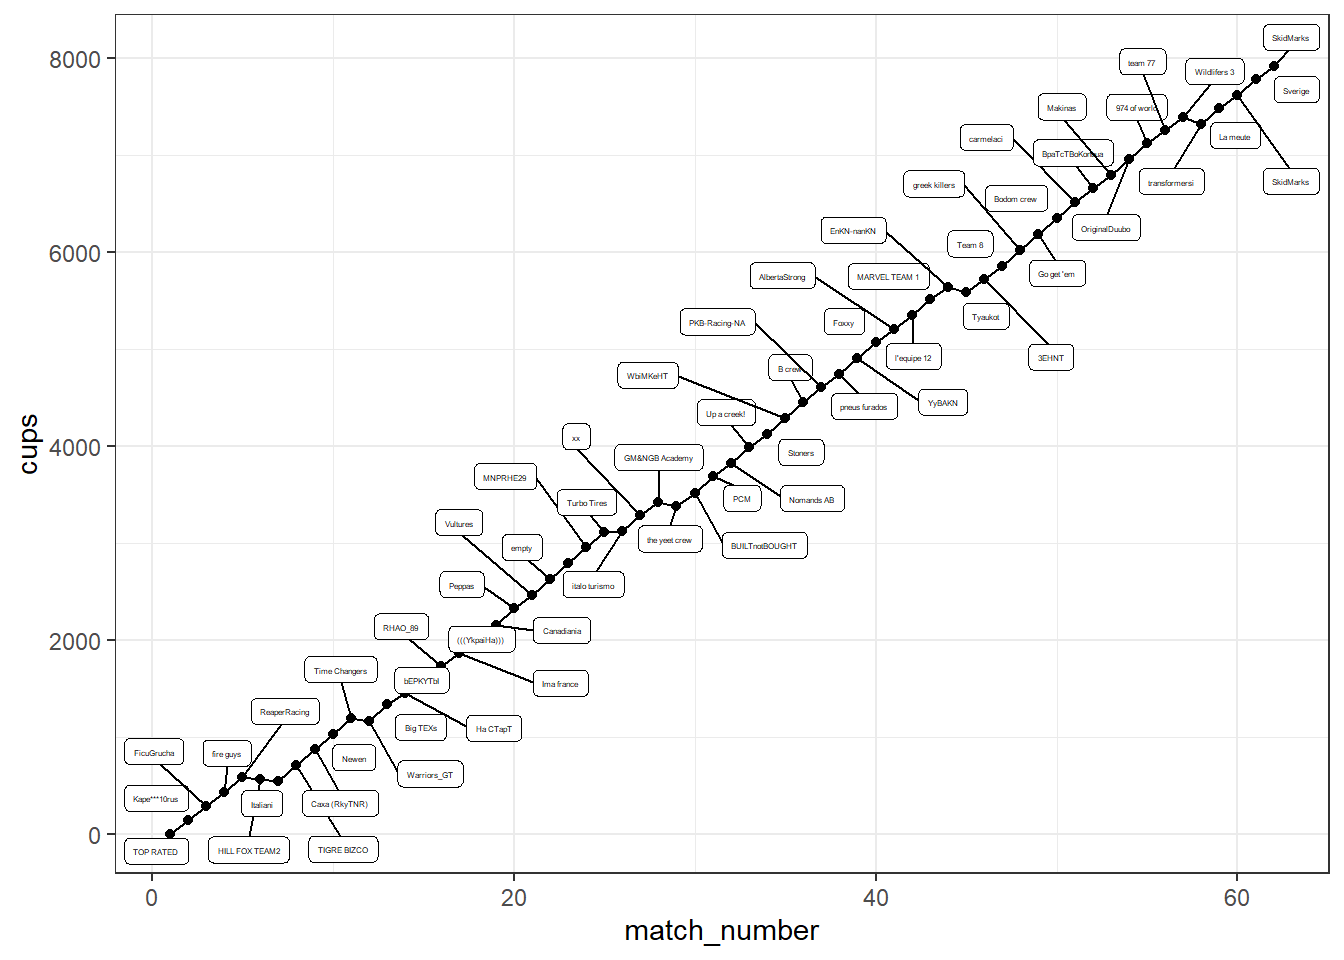 SkidMarks
team 77
Wildlifers 3
8000
Sverige
Makinas
974 of world
carmelaci
La meute
BpaTcTBoKontua
greek killers
transformersi
SkidMarks
Bodom crew
OriginalDuubo
EnKN-nanKN
Team 8
6000
AlbertaStrong
MARVEL TEAM 1
Go get 'em
PKB-Racing-NA
Foxxy
Tyaukot
l'equipe 12
3EHNT
WbiMKeHT
B crew
YyBAKN
pneus furados
Up a creek!
xx
4000
GM&NGB Academy
Stoners
MNPRHE29
Turbo Tires
PCM
Nomands AB
Vultures
the yeet crew
BUILTnotBOUGHT
empty
Peppas
italo turismo
RHAO_89
(((YkpaiHa)))
Canadiania
2000
Time Changers
bEPKYTbI
Ima france
ReaperRacing
Big TEXs
Ha CTapT
FicuGrucha
fire guys
Newen
Warriors_GT
Kape***10rus
Italiani
Caxa (RkyTNR)
0
TOP RATED
HILL FOX TEAM2
TIGRE BIZCO
0
20
40
60
match_number
cups